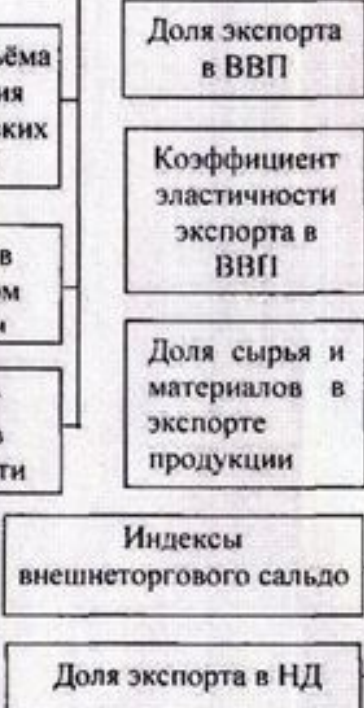 Доля экспорта
в ВВП
Коэффициент
эластичности
экспорта в
ВВП
Доля сырья и
материалов в
экспорте
продукции
Индексы
внешнеторгового сальдо
Доля экспорта в НД